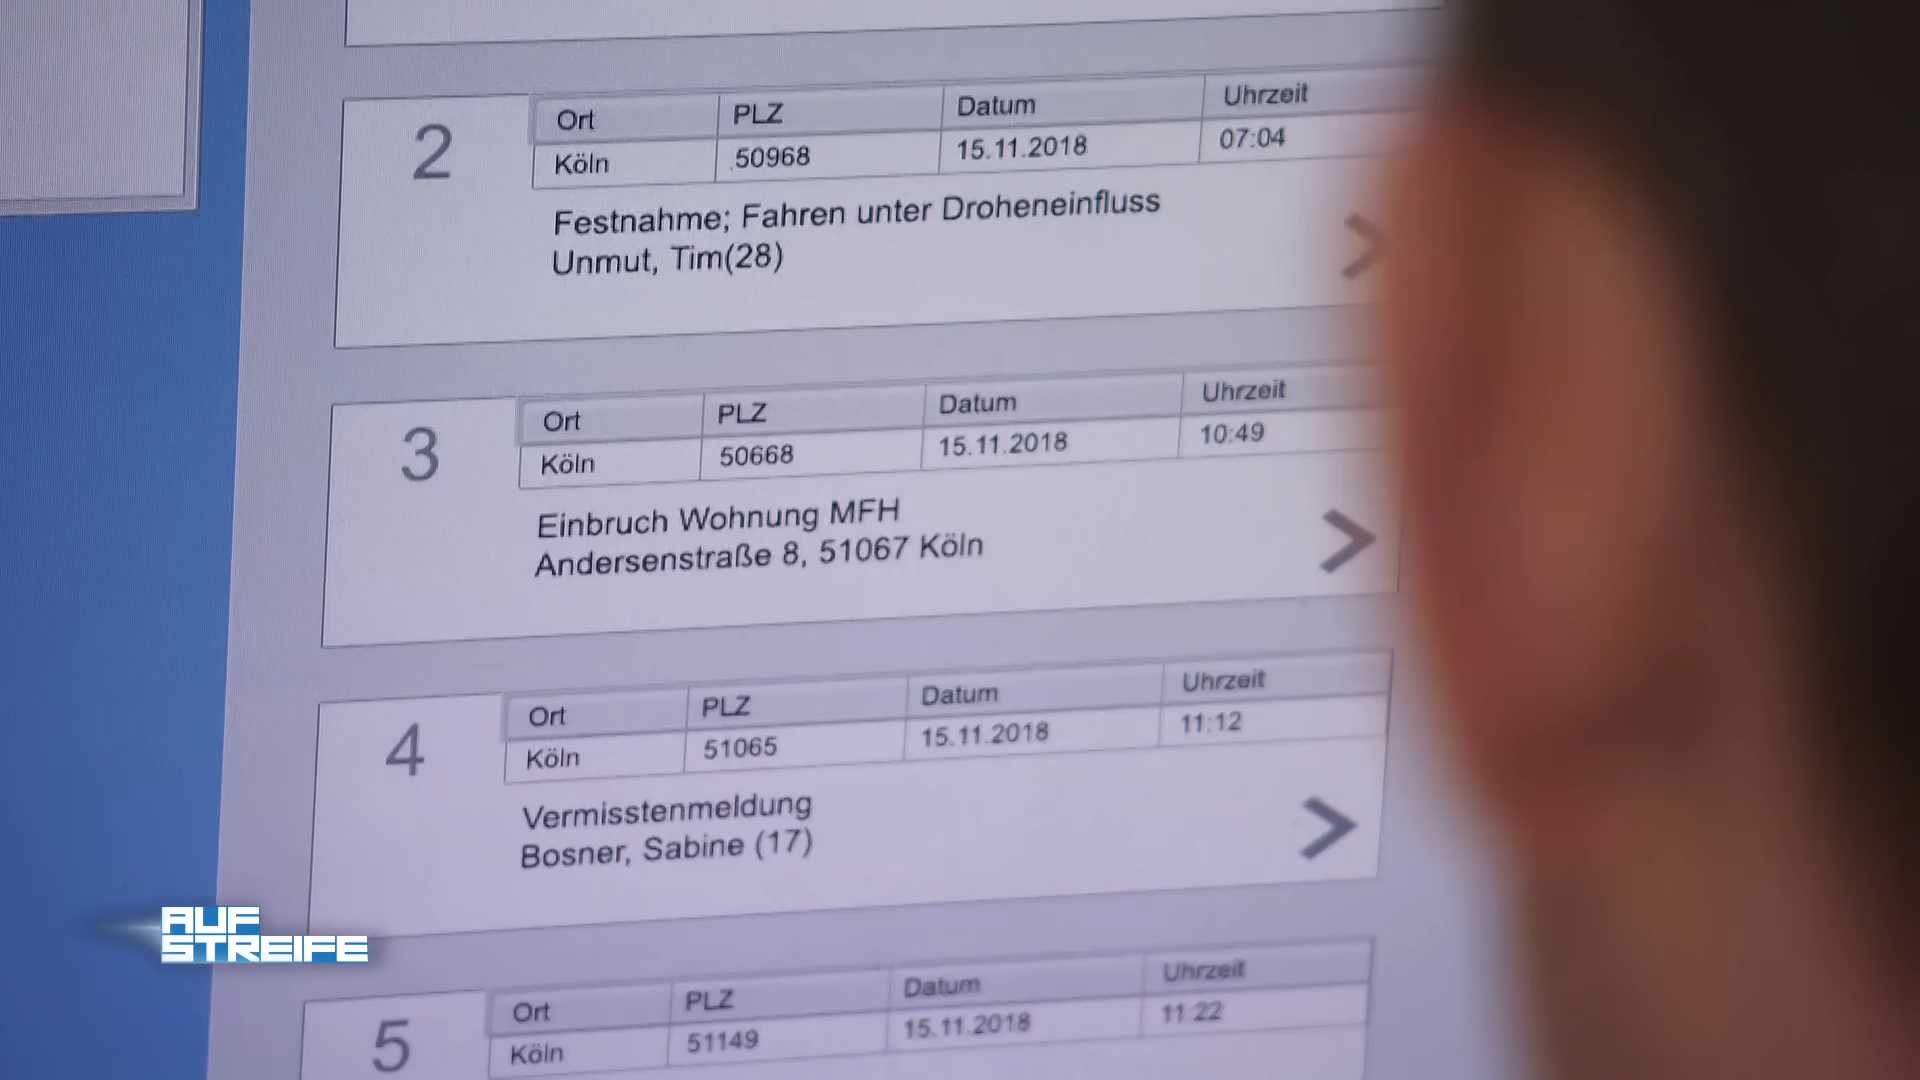 2
Ort PLZ Datum Uhrzeit
Köln 50968 15.11.2018 07:04
Festnahme; Fahren unter Droheneinfluss
Unmut, Tim(28)
3
Ort PLZ Datum Uhrzeit
Köln 50668 15.11.2018 10:49
Einbruch Wohnung MFH
Andersenstraße 8, 51067 Köln
4
Ort PLZ Datum Uhrzeit
Köln 51065 15.11.2018 11:12
Vermisstenmeldung
Bosner, Sabine (17)
AUF
STREIFE
5
Ort PLZ Datum Uhrzeit
Köln 51149 15.11.2018 11:22